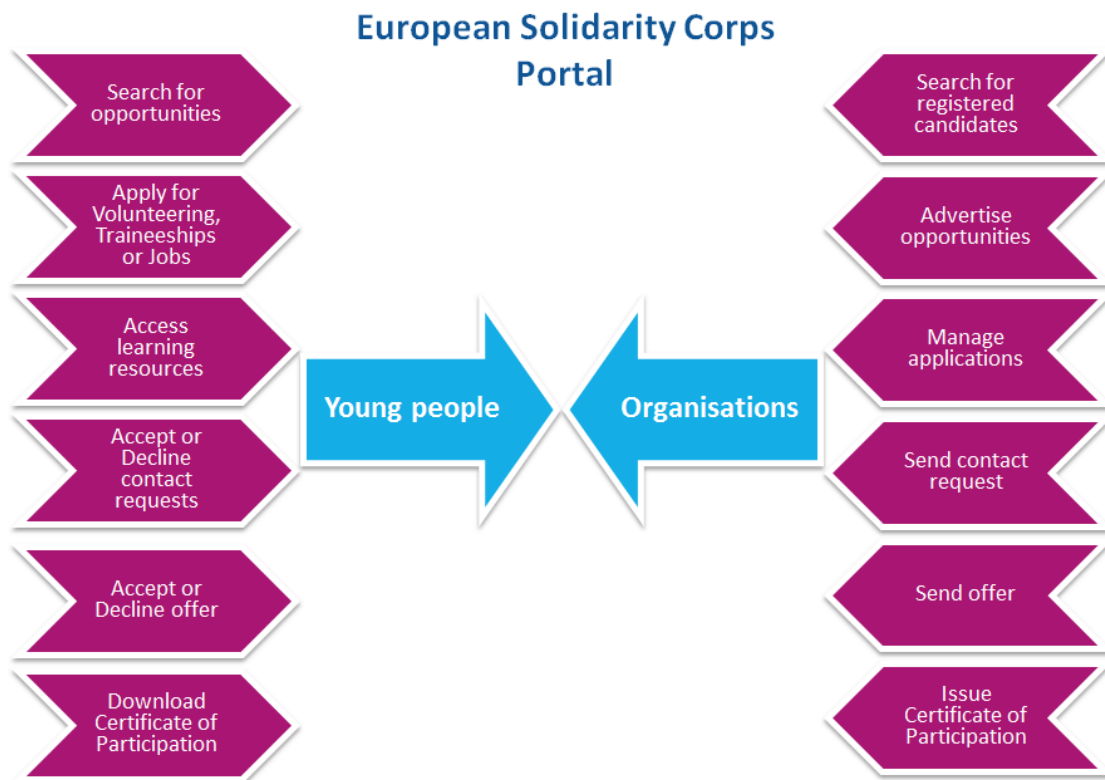 European Solidarity Corps
Portal
Search for
opportunities
Apply for
Volunteering,
Traineeships
or Jobs
Access
learning
resources
Accept or
Decline
contact
requests
Accept or
Decline offer
Download
Certificate of
Participation
Young people
Organisations
Search for
registered
candidates
Advertise
opportunities
Manage
applications
Send contact
request
Send offer
Issue
Certificate of
Participation